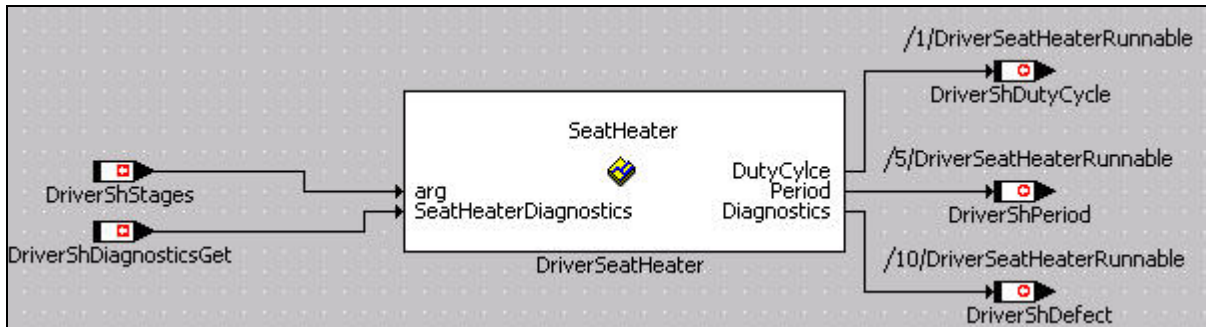 /1/DriverSeatHeaterRunnable
DriverShDutyCycle
SeatHeater
DutyCylce
/5/DriverSeatHeaterRunnable
DriverShStages
arg
Period
DriverShPeriod
SeatHeaterDiagnostics
Diagnostics
DriverShDiagnosticsGet
DriverSeatHeater
/10/DriverSeatHeaterRunnable
DriverShDefect